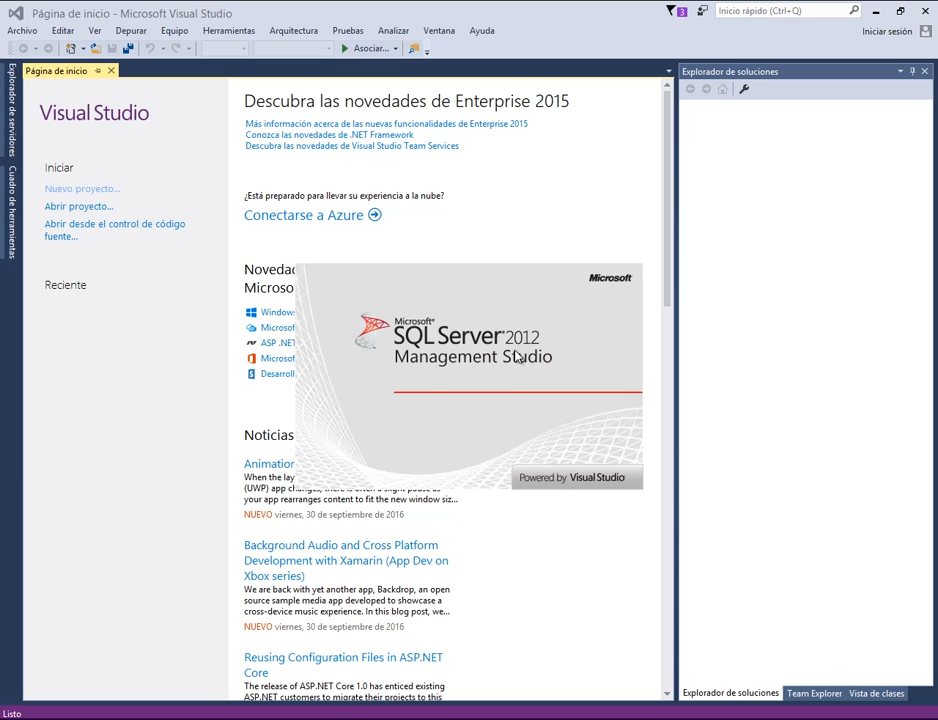 Página de inicio - Microsoft Visual Studio
3
Inicio rápido (Ctrl+Q)
Archivo Editar Ver Depurar Equipo Herramientas Arquitectura Pruebas Analizar Ventana Ayuda
Iniciar sesión
Asociar...
Explorador de servidores
Cuadro de herramientas
Página de inicio
Visual Studio
Iniciar
Nuevo proyecto...
Abrir proyecto...
Abrir desde el control de código
fuente...
Reciente
Descubra las novedades de Enterprise 2015
Más información acerca de las nuevas funcionalidades de Enterprise 2015
Conozca las novedades de .NET Framework
Descubra las novedades de Visual Studio Team Services
¿Está preparado para llevar su experiencia a la nube?
Conectarse a Azure
Novedad
Microso
Windows
Microsof
ASP .NET
Microsof
Desarroll
Noticias
Microsoft
Microsoft
SQL Server 2012
Management Studio
Powered by Visual Studio
Animation
When the lay
(UWP) app changes, there is often a slight pause as
your app rearranges content to fit the new window siz...
NUEVO viernes, 30 de septiembre de 2016
Background Audio and Cross Platform
Development with Xamarin (App Dev on
Xbox series)
We are back with yet another app, Backdrop, an open
source sample media app developed to showcase a
cross-device music experience. In this blog post, we...
NUEVO viernes, 30 de septiembre de 2016
Reusing Configuration Files in ASP.NET
Core
The release of ASP.NET Core 1.0 has enticed existing
ASP.NET customers to migrate their projects to this
Explorador de soluciones
Explorador de soluciones Team Explorer Vista de clases
Listo